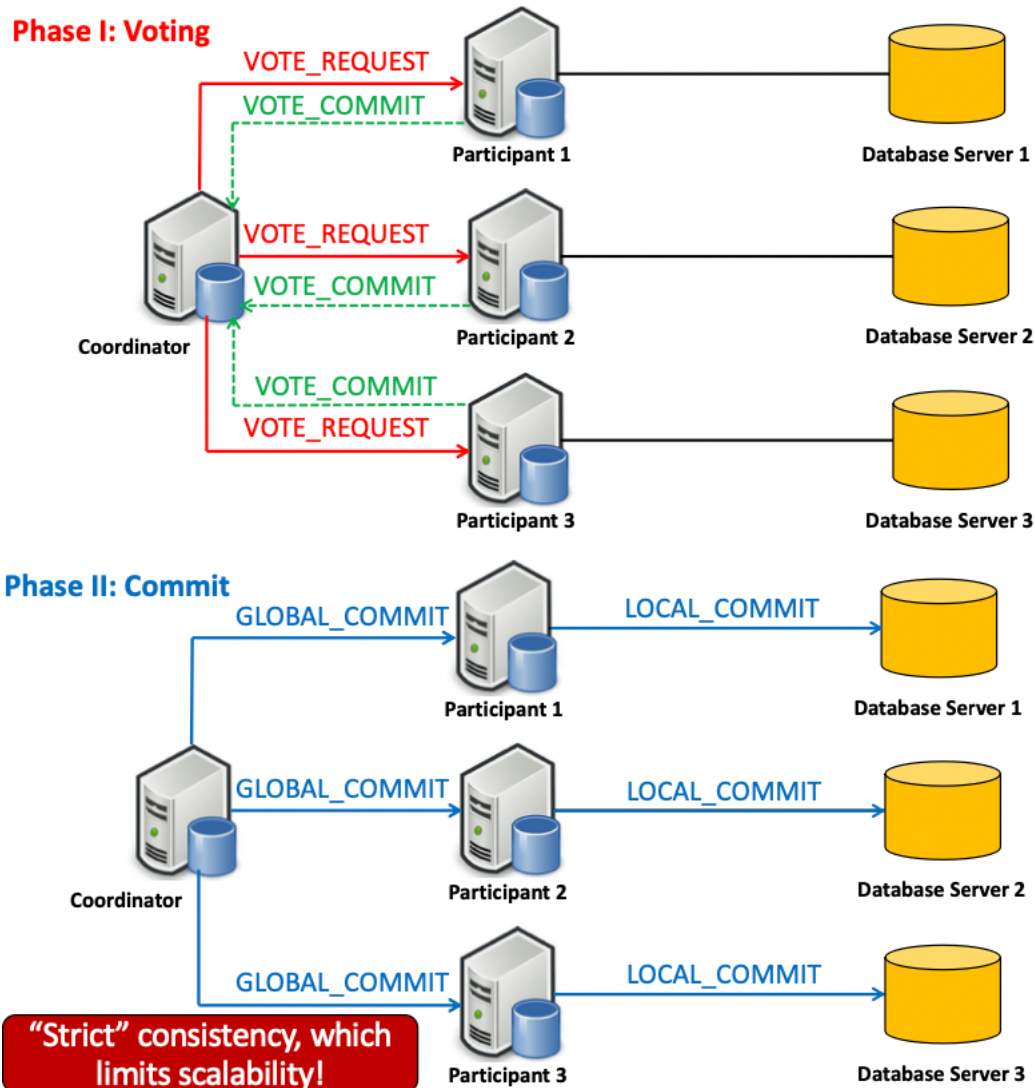 Phase I: Voting
VOTE_REQUEST
VOTE_COMMIT
Participant 1
Database Server 1
VOTE_REQUEST
VOTE_COMMIT
Coordinator
Participant 2
Database Server 2
VOTE_COMMIT
VOTE_REQUEST
Participant 3
Database Server 3
Phase II: Commit
GLOBAL_COMMIT
LOCAL_COMMIT
Participant 1
Database Server 1
GLOBAL_COMMIT
LOCAL_COMMIT
Coordinator
Participant 2
Database Server 2
GLOBAL_COMMIT
LOCAL_COMMIT
“Strict” consistency, which
limits scalability!
Participant 3
Database Server 3